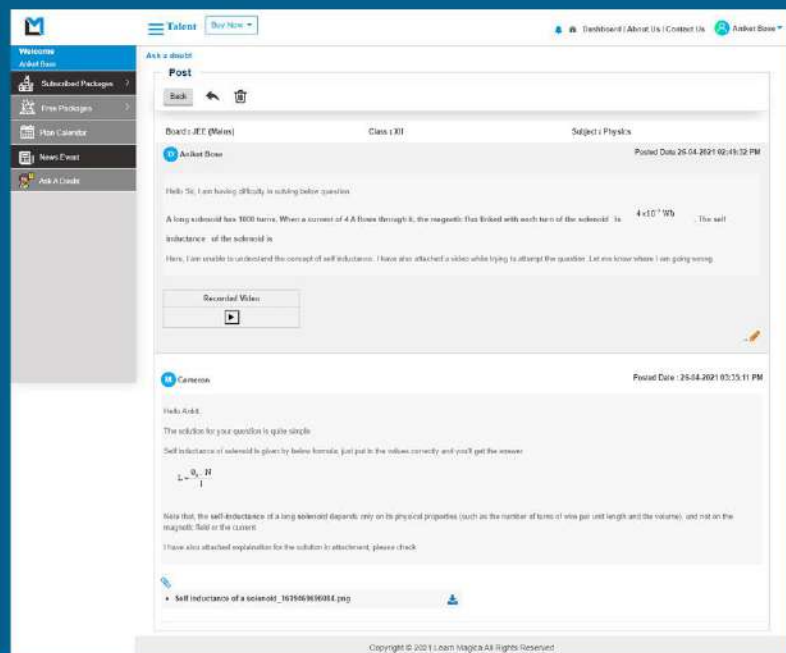 Talent Buy Now
Dashboard | About Us | Contact Us Aniket Bose
Welcome
Aniket Bose
Subscribed Packages
Free Packages
Plan Calendar
News Event
Ask A Doubt
Ask a doubt
Post
Back
Board : JEE (Mains) Class : XII Subject : Physics
Aniket Bose Posted Date 26-04-2021 02:49:32 PM
Hello Sir, I am having difficulty in solving below question
A long solenoid has 1000 turns. When a current of 4 A flows through it, the magnetic flux linked with each turn of the solenoid is 4×10⁻³ Wb . The self
inductance of the solenoid is
Here, I am unable to understand the concept of self inductance. I have also attached a video while trying to attempt the question. Let me know where I am going wrong.
Recorded Video
Cameron Posted Date : 26-04-2021 03:35:11 PM
Hello Ankit,
The solution for your question is quite simple
Self inductance of solenoid is given by below formula, just put in the values correctly and you'll get the answer
Note that, the self-inductance of a long solenoid depends only on its physical properties (such as the number of turns of wire per unit length and the volume), and not on the
magnetic field or the current
I have also attached explaination for the solution in attachment, please check
Self inductance of a solenoid_1619469696084.png
Copyright © 2021 Learn Magica All Rights Reserved